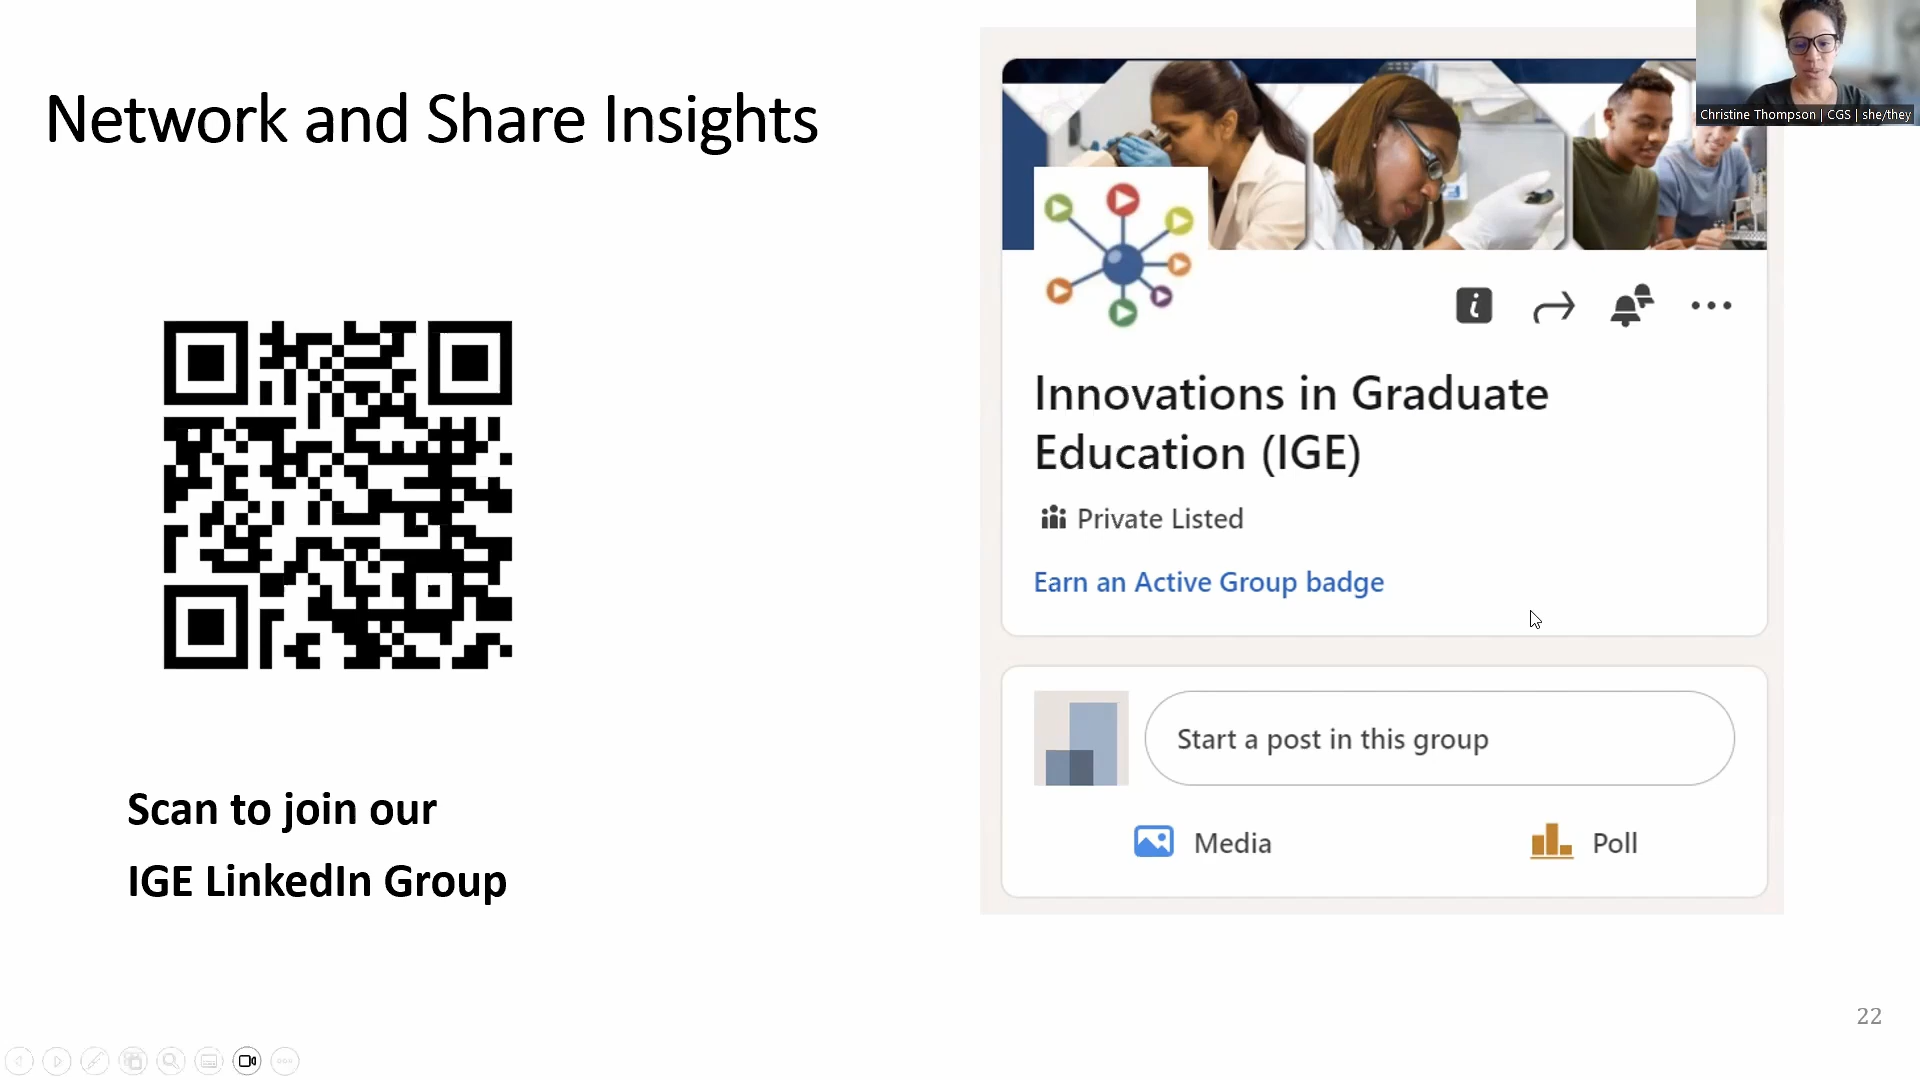 Network and Share Insights
Christine Thompson | CGS | she/they
Innovations in Graduate
Education (IGE)
Private Listed
Earn an Active Group badge
Start a post in this group
Media
Poll
Scan to join our
IGE LinkedIn Group
22